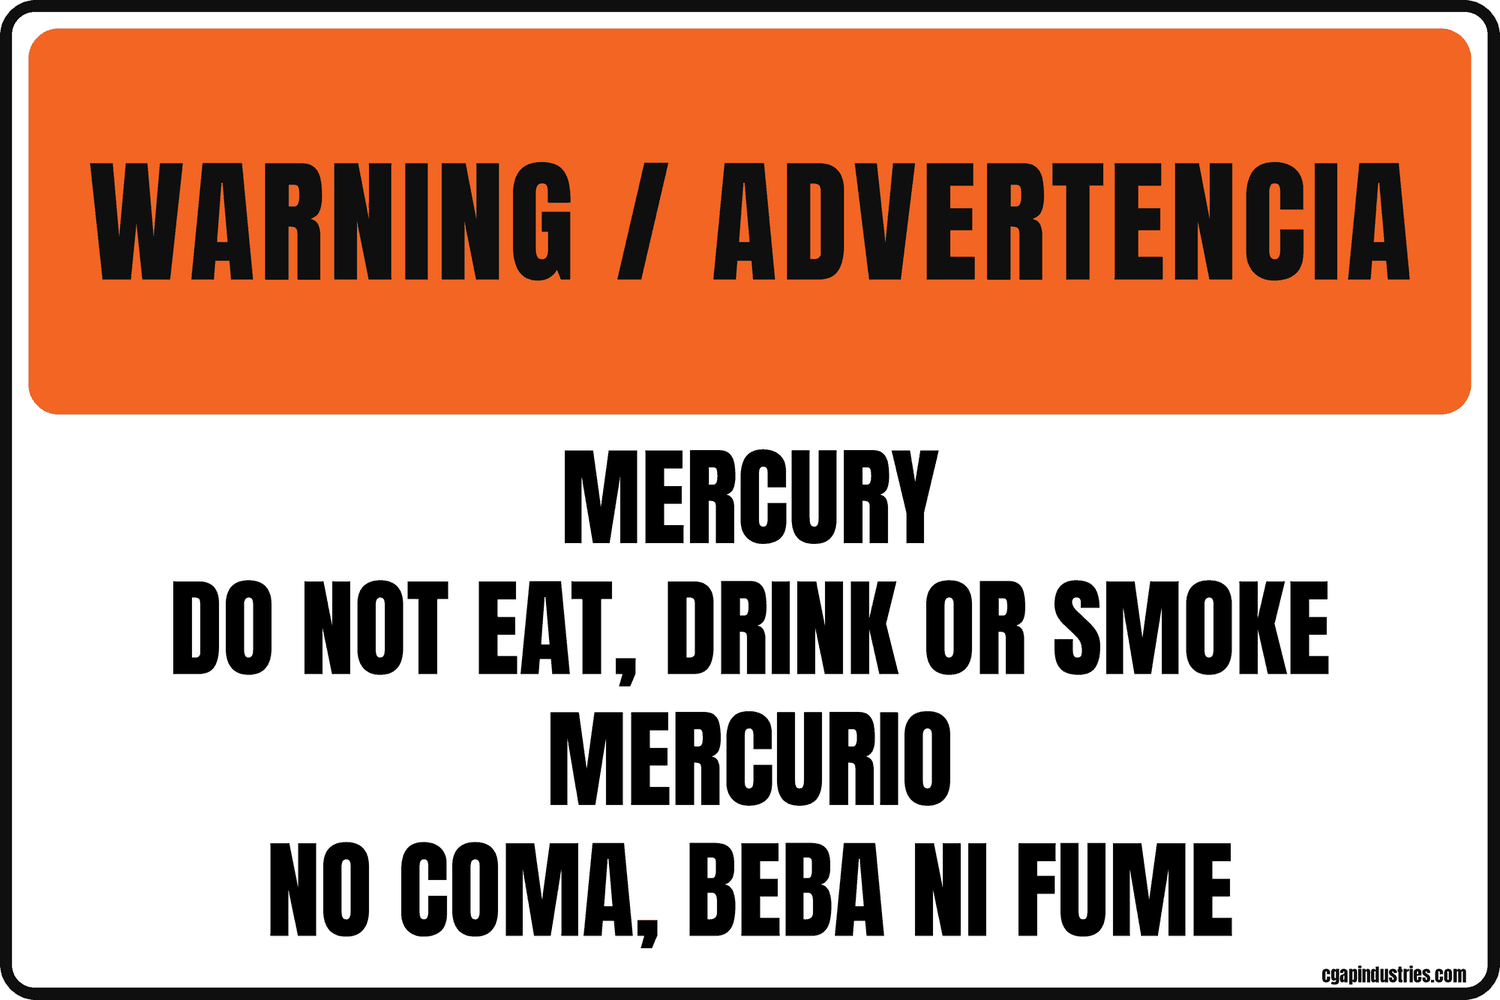 WARNING / ADVERTENCIA
MERCURY
DO NOT EAT, DRINK OR SMOKE
MERCURIO
NO COMA, BEBA NI FUME
cgapindustries.com